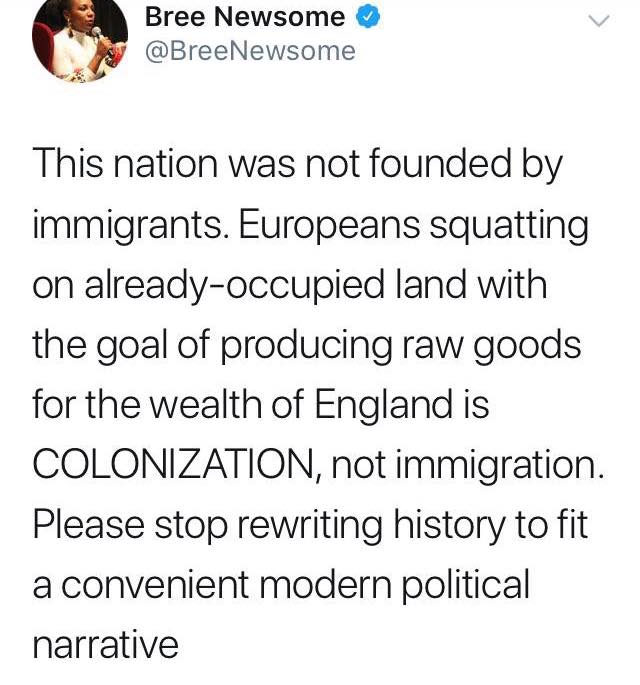 Bree Newsome
@BreeNewsome
This nation was not founded by
immigrants. Europeans squatting
on already-occupied land with
the goal of producing raw goods
for the wealth of England is
COLONIZATION, not immigration.
Please stop rewriting history to fit
a convenient modern political
narrative